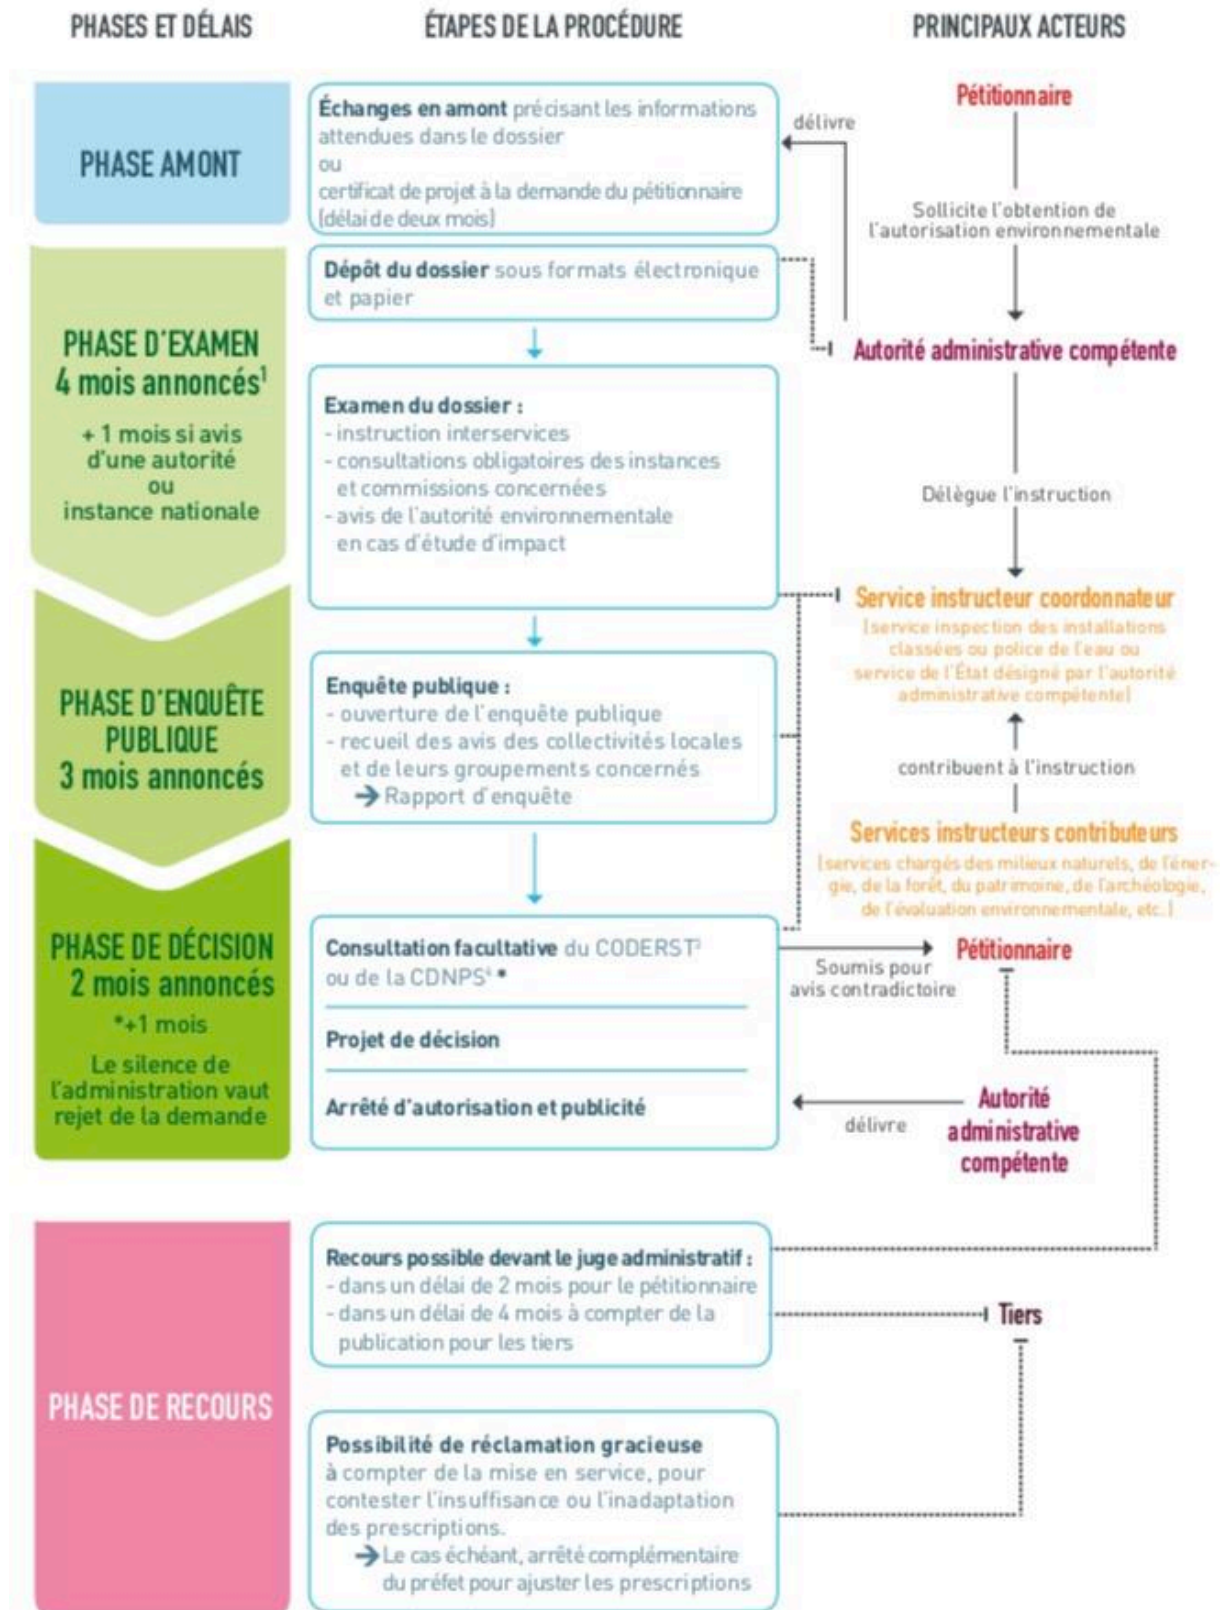 PHASES ET DÉLAIS
ÉTAPES DE LA PROCÉDURE
PRINCIPAUX ACTEURS
PHASE AMONT
Échanges en amont précisant les informations
attendues dans le dossier
ou
certificat de projet à la demande du pétitionnaire
(délai de deux mois)
délivre
Pétitionnaire
Sollicite l'obtention de
l'autorisation environnementale
PHASE D'EXAMEN
4 mois annoncés¹
+ 1 mois si avis
d'une autorité
ou
instance nationale
Dépôt du dossier sous formats électronique
et papier
Autorité administrative compétente
Examen du dossier :
- instruction interservices
- consultations obligatoires des instances
et commissions concernées
- avis de l'autorité environnementale
en cas d'étude d'impact
Délègue l'instruction
Service instructeur coordonnateur
(service inspection des installations
classées ou police de l'eau ou
service de l'État désigné par l'autorité
administrative compétente)
PHASE D'ENQUÊTE
PUBLIQUE
3 mois annoncés
Enquête publique :
- ouverture de l'enquête publique
- recueil des avis des collectivités locales
et de leurs groupements concernés
→ Rapport d'enquête
contribuent à l'instruction
Services instructeurs contributeurs
(services chargés des milieux naturels, de l'éner-
gie, de la forêt, du patrimoine, de l'archéologie,
de l'évaluation environnementale, etc.)
PHASE DE DÉCISION
2 mois annoncés
*+1 mois
Le silence de
l'administration vaut
rejet de la demande
Consultation facultative du CODERST³
ou de la CDNPS⁴ *
Projet de décision
Arrêté d'autorisation et publicité
Soumis pour
avis contradictoire
Pétitionnaire
délivre
Autorité
administrative
compétente
PHASE DE RECOURS
Recours possible devant le juge administratif :
- dans un délai de 2 mois pour le pétitionnaire
- dans un délai de 4 mois à compter de la
publication pour les tiers
Tiers
Possibilité de réclamation gracieuse
à compter de la mise en service, pour
contester l'insuffisance ou l'inadaptation
des prescriptions.
→ Le cas échéant, arrêté complémentaire
du préfet pour ajuster les prescriptions